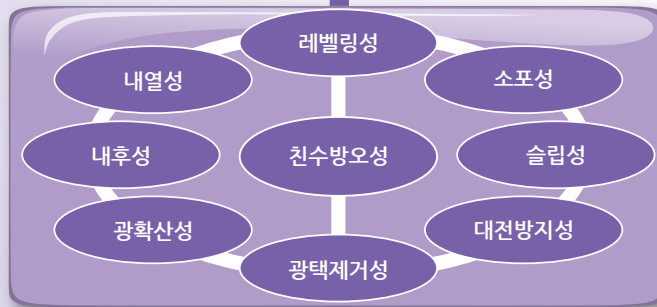 레벨링성
내열성
소포성
내후성
친수방오성
슬립성
광확산성
대전방지성
광택제거성